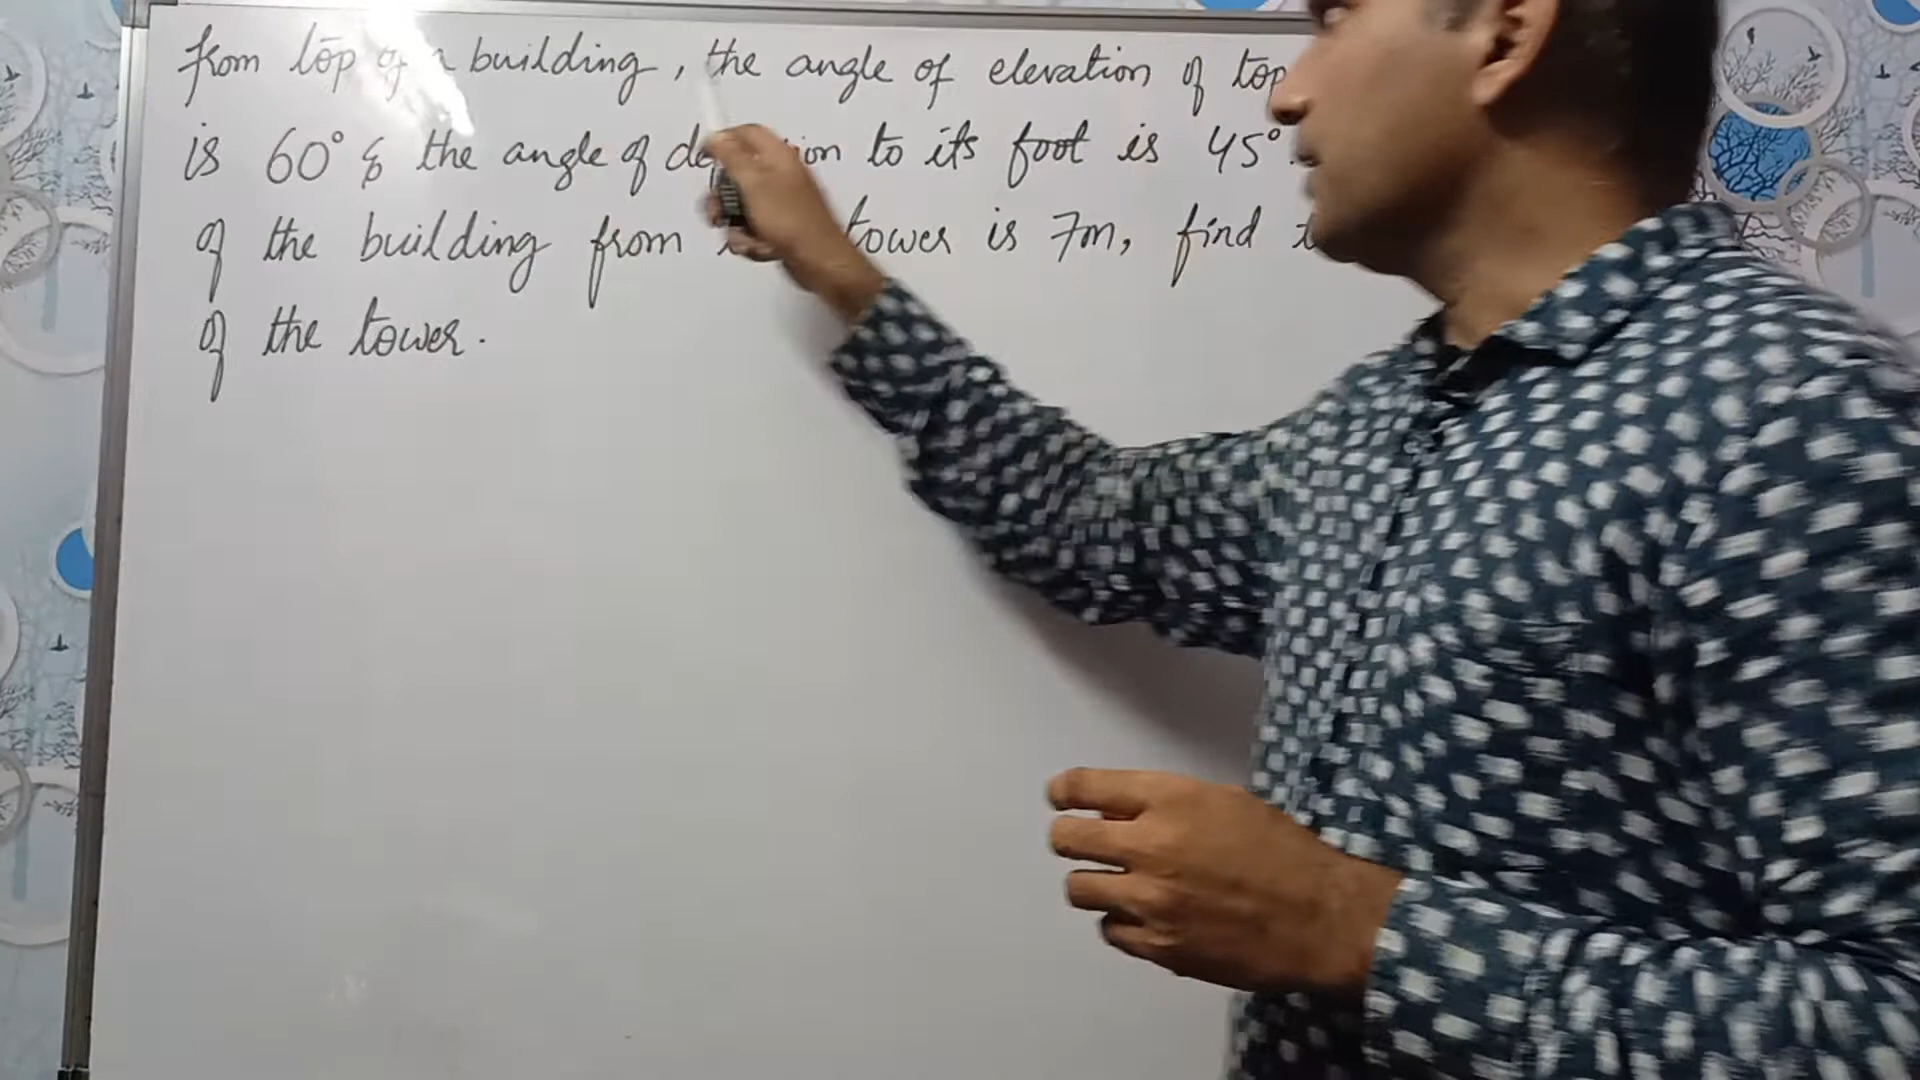 from top of a building, the angle of elevation of top
is 60° & the angle of to its foot is 45°
of the building from tower is 7m, find
of the tower.